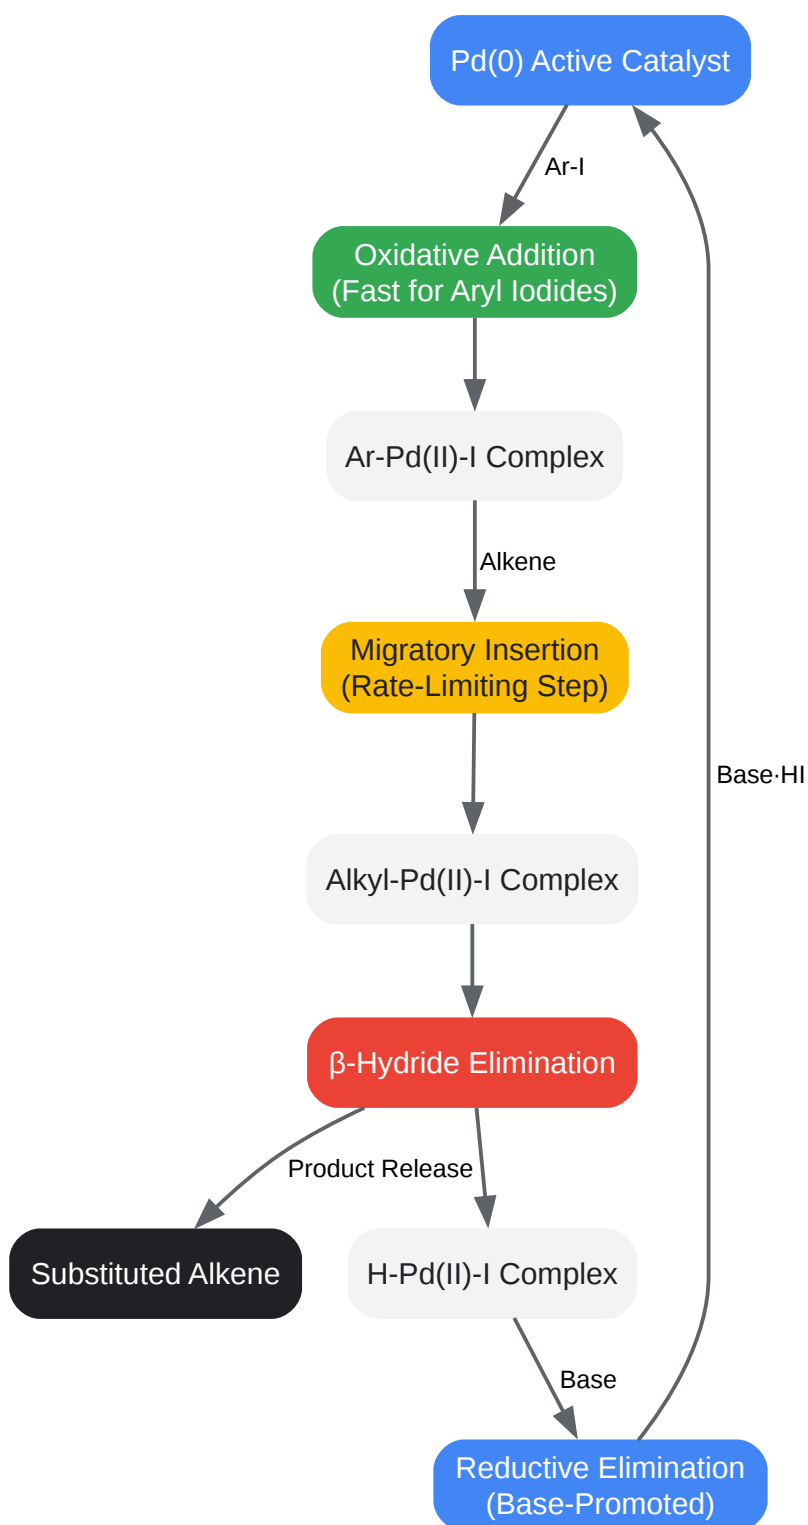 Pd(0) Active Catalyst
Ar-I
Oxidative Addition
(Fast for Aryl Iodides)
Ar-Pd(II)-I Complex
Alkene
Migratory Insertion
(Rate-Limiting Step)
Base·HI
Alkyl-Pd(II)-I Complex
β-Hydride Elimination
Product Release
Substituted Alkene
H-Pd(II)-I Complex
Base
Reductive Elimination
(Base-Promoted)